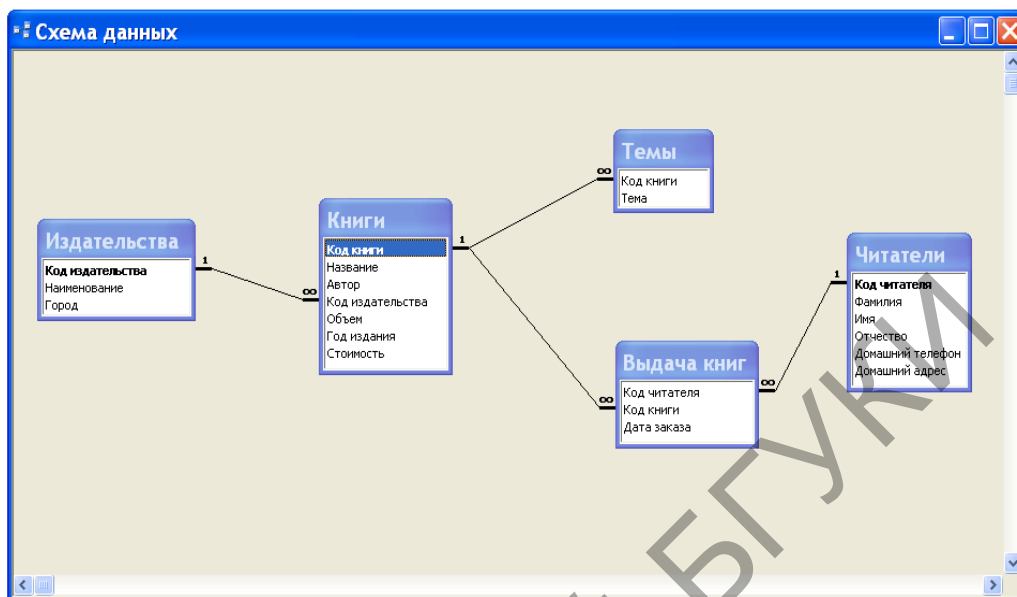 Схема данных
Издательства
Код издательства
Наименование
Город
1
∞
Книги
Код книги
Название
Автор
Код издательства
Объем
Год издания
Стоимость
1
∞
Темы
Код книги
Тема
∞
Выдача книг
Код читателя
Код книги
Дата заказа
∞
1
Читатели
Код читателя
Фамилия
Имя
Отчество
Домашний телефон
Домашний адрес
БГУКИ